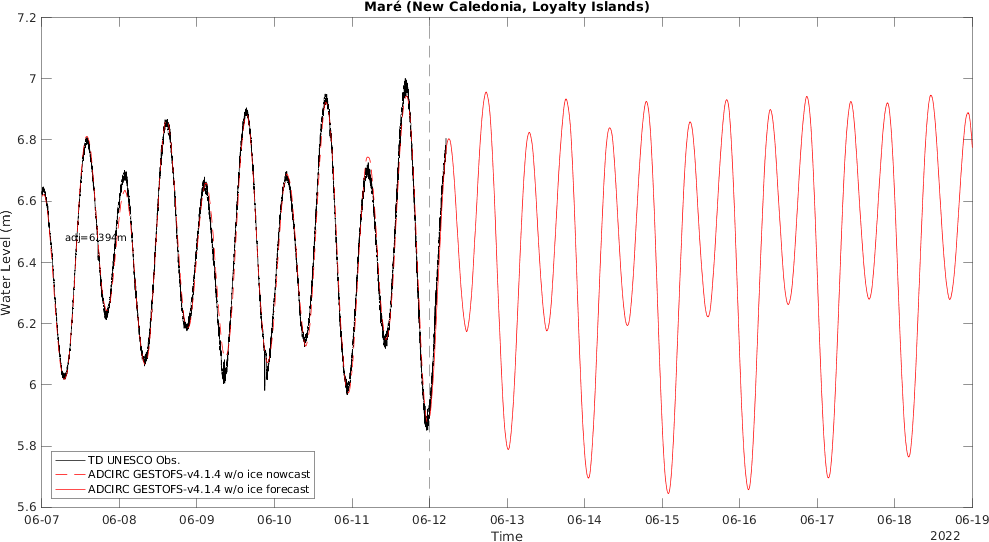 Maré (New Caledonia, Loyalty Islands)
7.2
7
6.8
6.6
6.4
6.2
6
5.8
5.6
Water Level (m)
adj=6.394m
TD UNESCO Obs.
ADCIRC GESTOFS-v4.1.4 w/o ice nowcast
ADCIRC GESTOFS-v4.1.4 w/o ice forecast
06-07 06-08 06-09 06-10 06-11 06-12 06-13 06-14 06-15 06-16 06-17 06-18 06-19
Time
2022